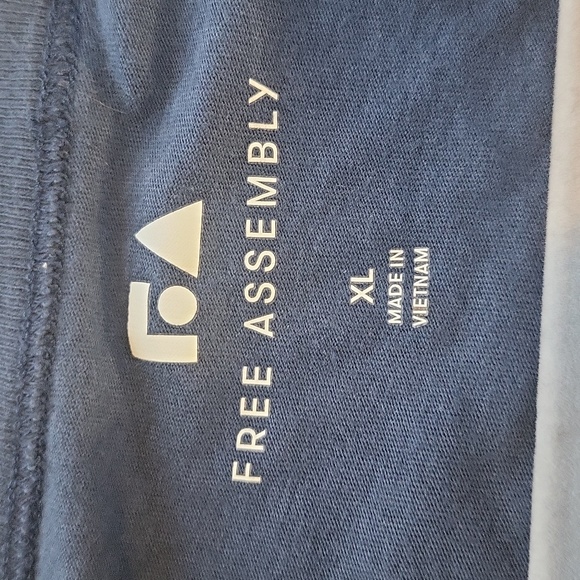 FREE ASSEMBLY
XL
MADE IN
VIETNAM